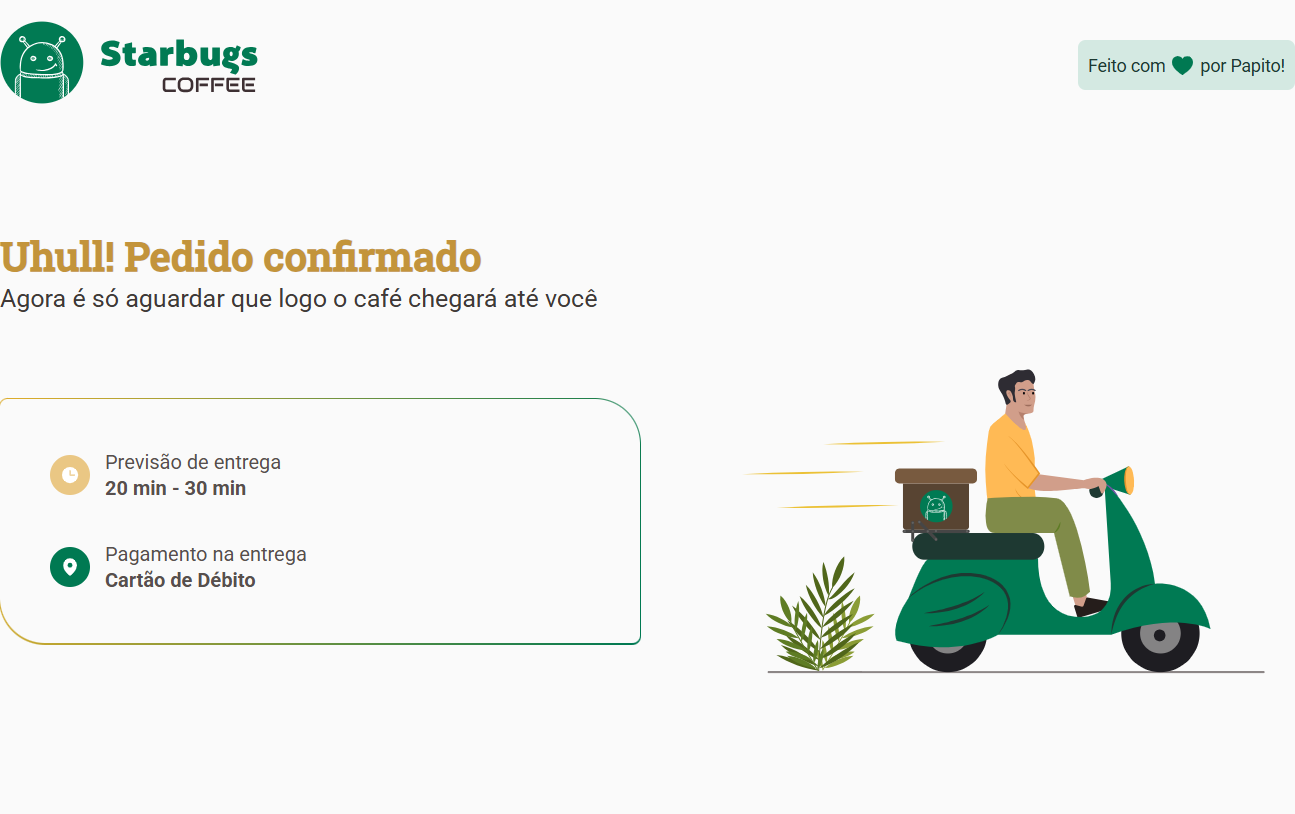 Starbugs
COFFEE
Feito com por Papito!
Uhull! Pedido confirmado
Agora é só aguardar que logo o café chegará até você
Previsão de entrega
20 min - 30 min
Pagamento na entrega
Cartão de Débito